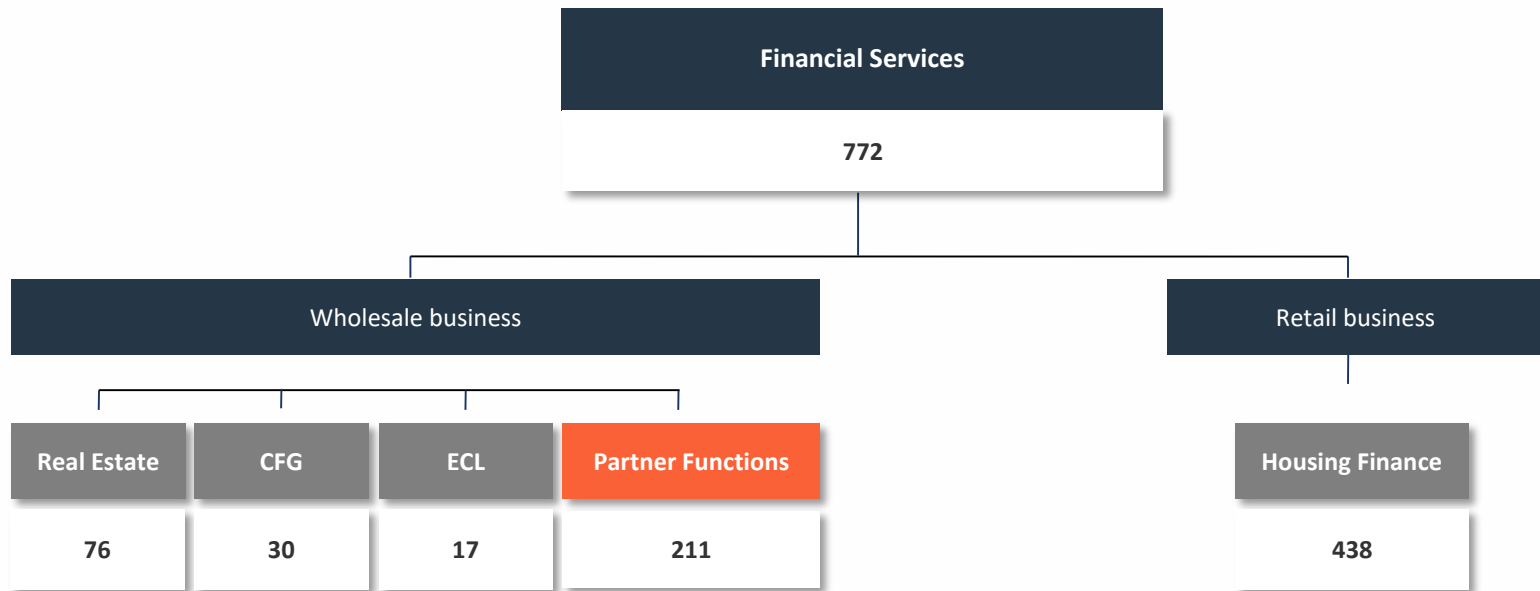 Financial Services
772
Wholesale business
Retail business
Real Estate
CFG
ECL
Partner Functions
Housing Finance
76
30
17
211
438